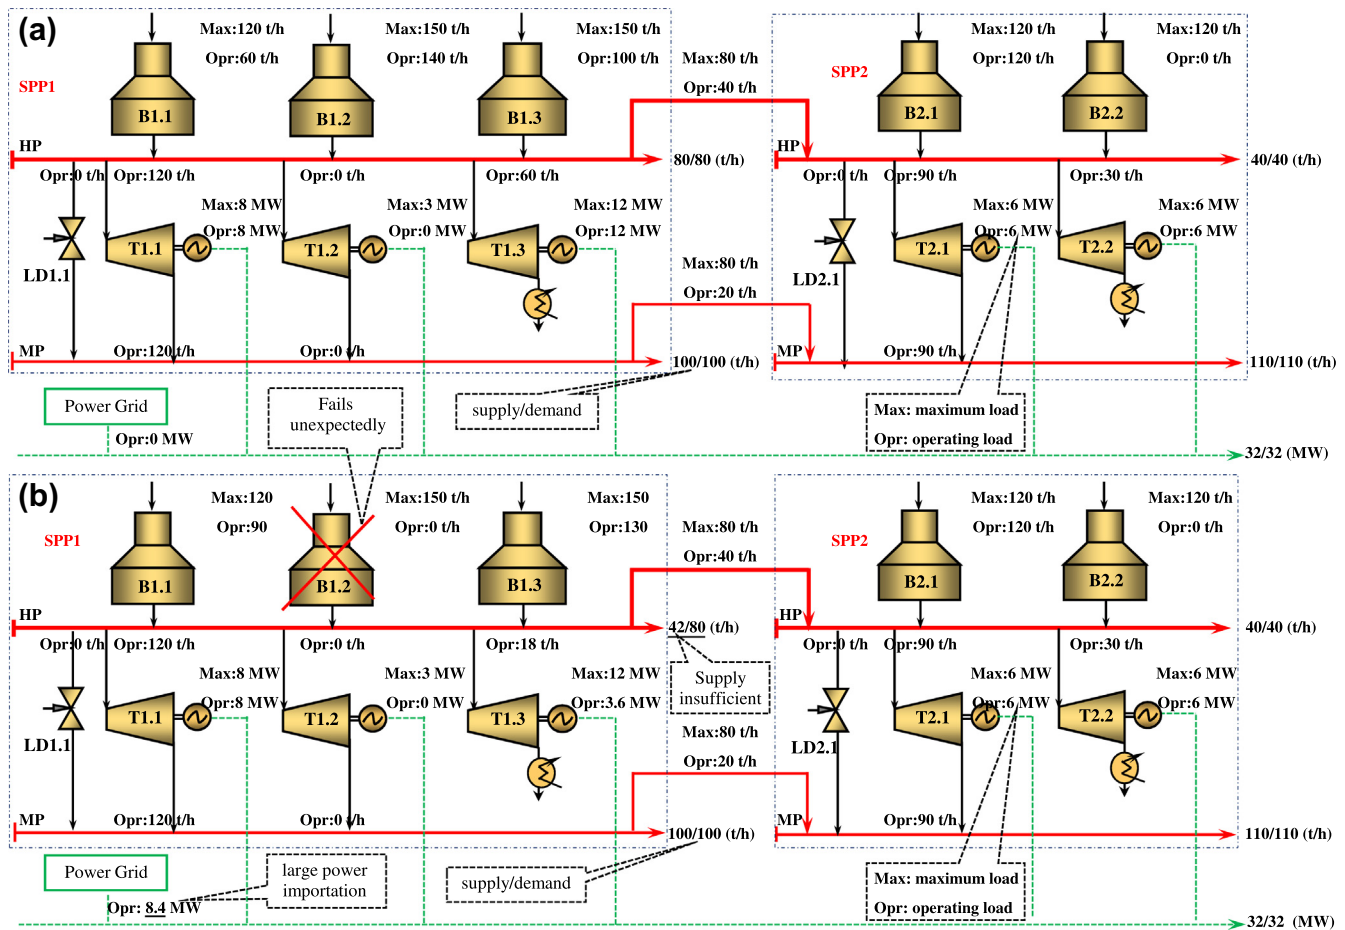 (a)
SPP1
Max:120 t/h
Opr:60 t/h
B1.1
Max:150 t/h
Opr:140 t/h
B1.2
Max:150 t/h
Opr:100 t/h
B1.3
Max:80 t/h
Opr:40 t/h
SPP2
Max:120 t/h
Opr:120 t/h
B2.1
Max:120 t/h
Opr:0 t/h
B2.2
HP
80/80 (t/h)
HP
40/40 (t/h)
Opr:0 t/h
Opr:120 t/h
Opr:0 t/h
Opr:60 t/h
Opr:0 t/h
Opr:90 t/h
Opr:30 t/h
Max:8 MW
Opr:8 MW
Max:3 MW
Opr:0 MW
Max:12 MW
Opr:12 MW
Max:6 MW
Opr:6 MW
Max:6 MW
Opr:6 MW
LD1.1
T1.1
T1.2
T1.3
LD2.1
T2.1
T2.2
Max:80 t/h
Opr:20 t/h
MP
Opr:120 t/h
Opr:0 t/h
100/100 (t/h)
MP
Opr:90 t/h
110/110 (t/h)
Power Grid
Opr:0 MW
Fails
unexpectedly
supply/demand
Max: maximum load
Opr: operating load
32/32 (MW)
(b)
SPP1
Max:120
Opr:90
B1.1
Max:150 t/h
Opr:0 t/h
B1.2
Max:150
Opr:130
B1.3
Max:80 t/h
Opr:40 t/h
SPP2
Max:120 t/h
Opr:120 t/h
B2.1
Max:120 t/h
Opr:0 t/h
B2.2
HP
42/80 (t/h)
HP
40/40 (t/h)
Opr:0 t/h
Opr:120 t/h
Opr:0 t/h
Opr:18 t/h
Supply
insufficient
Opr:0 t/h
Opr:90 t/h
Opr:30 t/h
Max:8 MW
Opr:8 MW
Max:3 MW
Opr:0 MW
Max:12 MW
Opr:3.6 MW
Max:6 MW
Opr:6 MW
Max:6 MW
Opr:6 MW
LD1.1
T1.1
T1.2
T1.3
LD2.1
T2.1
T2.2
Max:80 t/h
Opr:20 t/h
MP
Opr:120 t/h
Opr:0 t/h
100/100 (t/h)
MP
Opr:90 t/h
110/110 (t/h)
Power Grid
Opr: 8.4 MW
large power
importation
supply/demand
Max: maximum load
Opr: operating load
32/32 (MW)